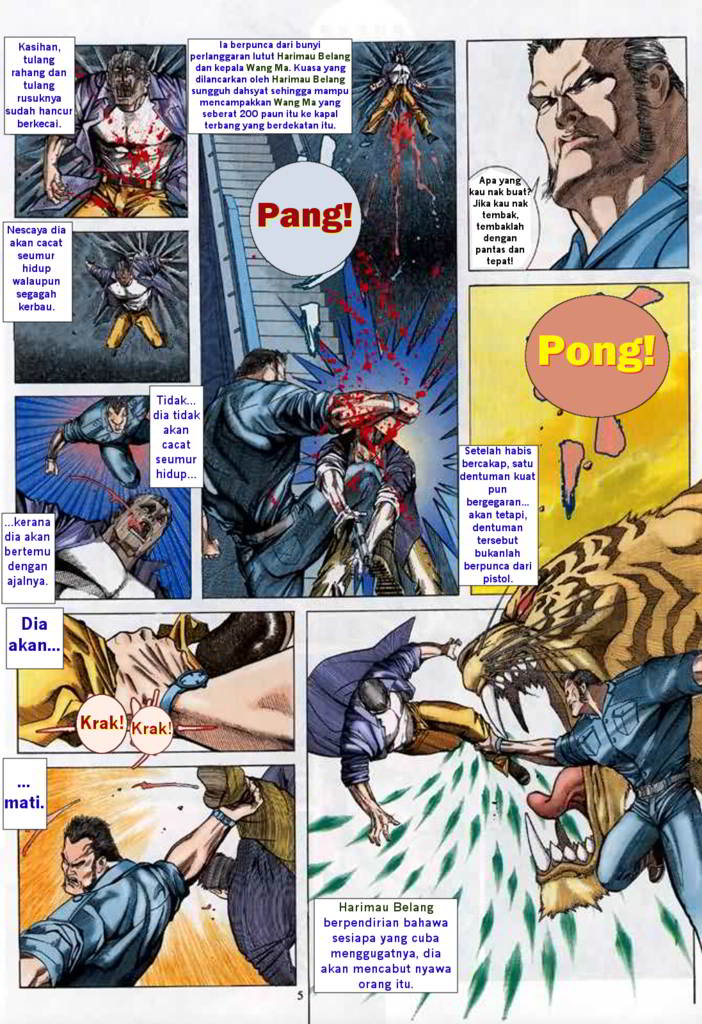 Apa yang
kau nak buat?
Jika kau nak
tembak,
tembaklah
dengan
pantas dan
tepat!
Pong!
Setelah habis
bercakap, satu
dentuman kuat
pun
bergegaran...
akan tetapi,
dentuman
tersebut
bukanlah
berpunca dari
pistol.
Ia berpunca dari bunyi
perlanggaran lutut Harimau Belang
dan kepala Wang Ma. Kuasa yang
dilancarkan oleh Harimau Belang
sungguh dahsyat sehingga mampu
mencampakkan Wang Ma yang
seberat 200 paun itu ke kapal
terbang yang berdekatan itu.
Pang!
Kasihan,
tulang
rahang dan
tulang
rusuknya
sudah hancur
berkecai.
Nescaya dia
akan cacat
seumur
hidup
walaupun
segagah
kerbau.
Tidak...
dia tidak
akan
cacat
seumur
hidup...
...kerana
dia akan
bertemu
dengan
ajalnya.
Harimau Belang
berpendirian bahawa
sesiapa yang cuba
menggugatnya, dia
akan mencabut nyawa
orang itu.
Dia
akan...
Krak!
Krak!
...
mati.
5